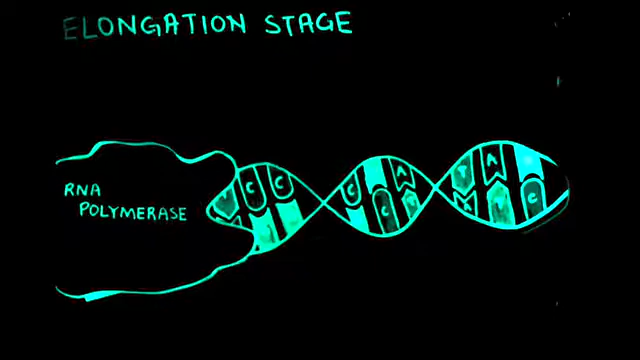 ELONGATION STAGE
RNA
POLYMERASE
C C C A T A
C T A T C